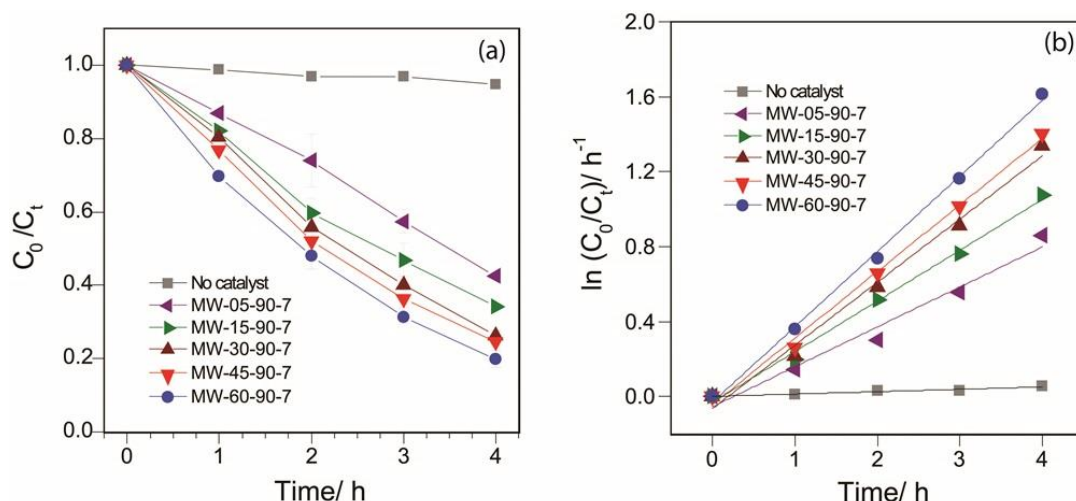 (a)
C₀/C_t
1.0
0.8
0.6
0.4
0.2
0.0
No catalyst
MW-05-90-7
MW-15-90-7
MW-30-90-7
MW-45-90-7
MW-60-90-7
0 1 2 3 4
Time/ h
(b)
ln (C₀/C_t)/ h⁻¹
2.0
1.6
1.2
0.8
0.4
0.0
No catalyst
MW-05-90-7
MW-15-90-7
MW-30-90-7
MW-45-90-7
MW-60-90-7
0 1 2 3 4
Time/ h